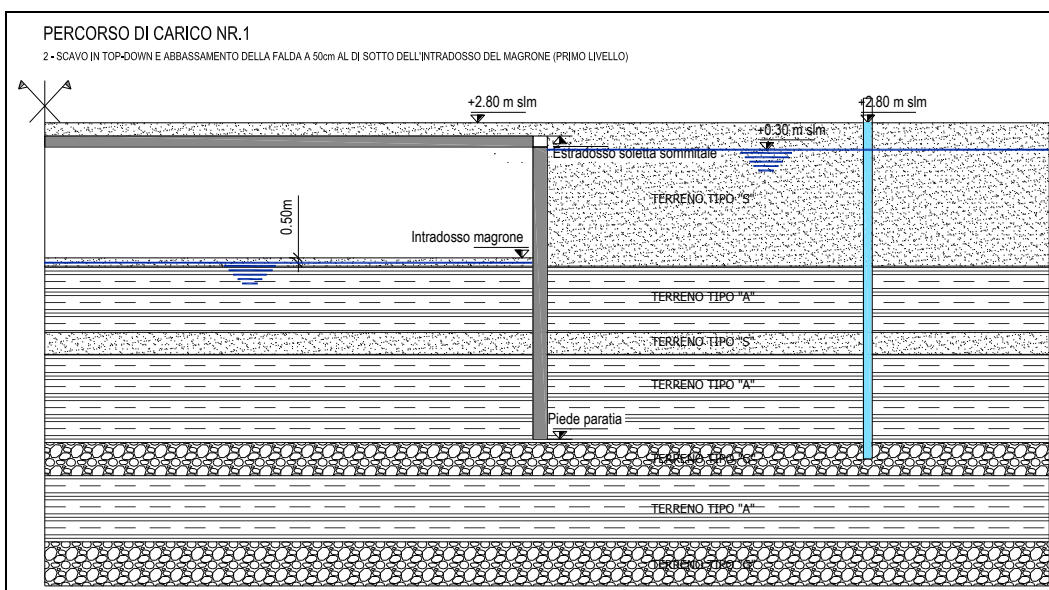 PERCORSO DI CARICO NR.1
2 - SCAVO IN TOP-DOWN E ABBASSAMENTO DELLA FALDA A 50cm AL DI SOTTO DELL'INTRADOSSO DEL MAGRONE (PRIMO LIVELLO)
+2.80 m slm
+2.80 m slm
+0.30 m slm
Estradosso soletta sommitale
TERRENO TIPO "S"
0.50m
Intradosso magrone
TERRENO TIPO "A"
TERRENO TIPO "S"
TERRENO TIPO "A"
Piede paratia
TERRENO TIPO "G"
TERRENO TIPO "A"
TERRENO TIPO "G"